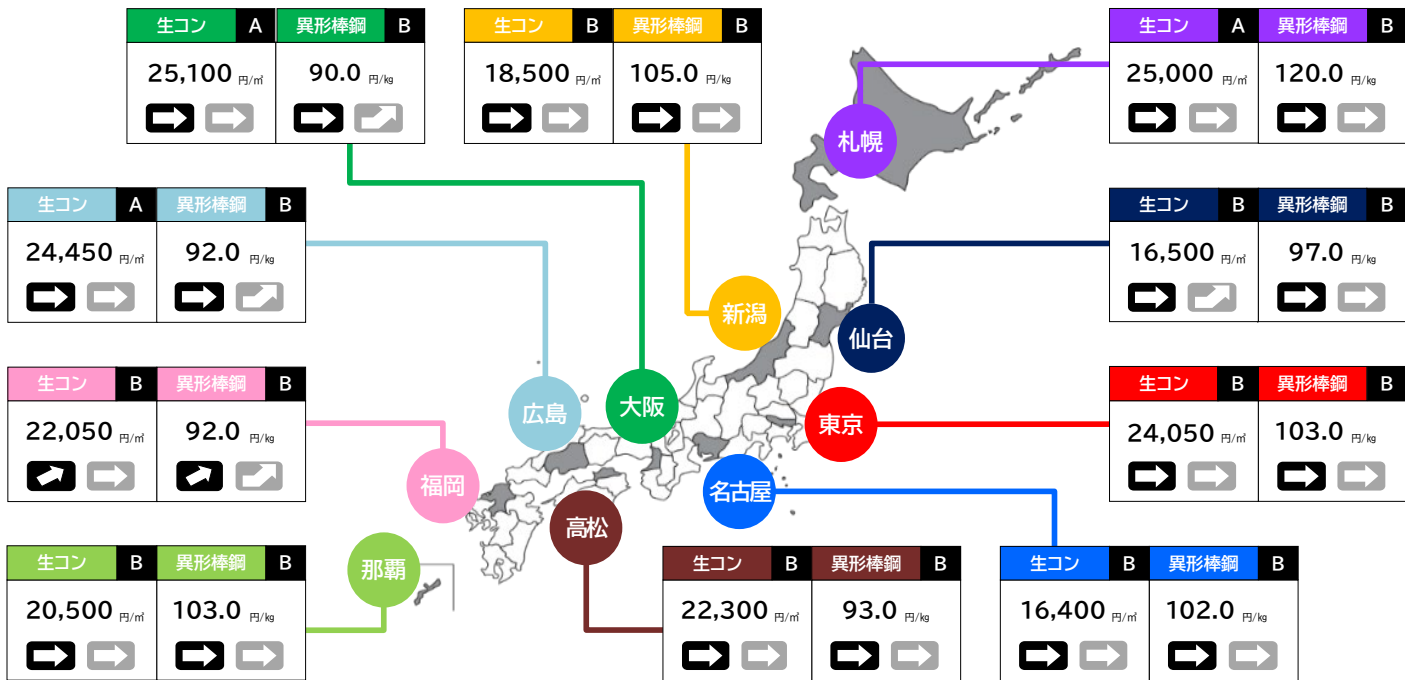 生コン A 異形棒鋼 B
25,100 円/㎥ 90.0 円/kg
生コン B 異形棒鋼 B
18,500 円/㎥ 105.0 円/kg
生コン A 異形棒鋼 B
25,000 円/㎥ 120.0 円/kg
札幌
生コン A 異形棒鋼 B
24,450 円/㎥ 92.0 円/kg
生コン B 異形棒鋼 B
16,500 円/㎥ 97.0 円/kg
新潟
仙台
生コン B 異形棒鋼 B
22,050 円/㎥ 92.0 円/kg
広島
大阪
東京
生コン B 異形棒鋼 B
24,050 円/㎥ 103.0 円/kg
福岡
名古屋
高松
那覇
生コン B 異形棒鋼 B
20,500 円/㎥ 103.0 円/kg
生コン B 異形棒鋼 B
22,300 円/㎥ 93.0 円/kg
生コン B 異形棒鋼 B
16,400 円/㎥ 102.0 円/kg